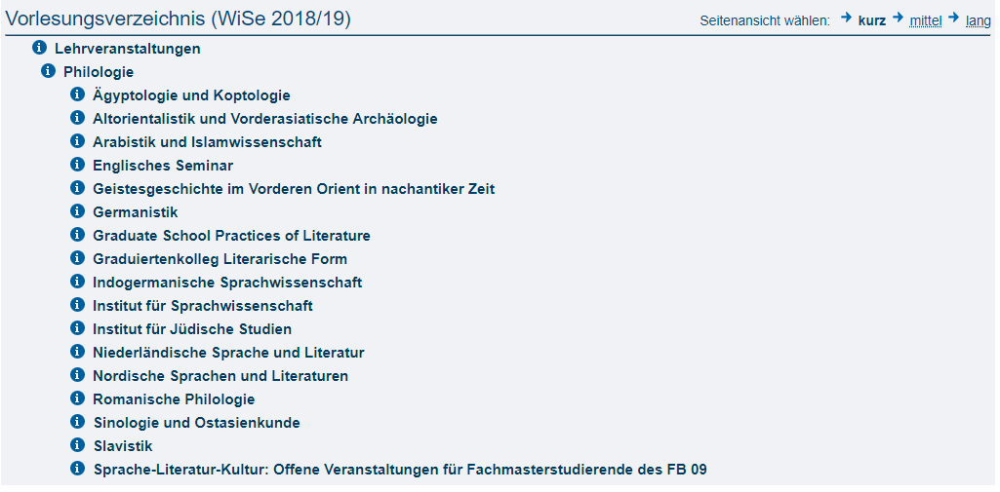 Vorlesungsverzeichnis (WiSe 2018/19)
Seitenansicht wählen: kurz mittel lang
Lehrveranstaltungen
Philologie
Ägyptologie und Koptologie
Altorientalistik und Vorderasiatische Archäologie
Arabistik und Islamwissenschaft
Englisches Seminar
Geistesgeschichte im Vorderen Orient in nachantiker Zeit
Germanistik
Graduate School Practices of Literature
Graduiertenkolleg Literarische Form
Indogermanische Sprachwissenschaft
Institut für Sprachwissenschaft
Institut für Jüdische Studien
Niederländische Sprache und Literatur
Nordische Sprachen und Literaturen
Romanische Philologie
Sinologie und Ostasienkunde
Slavistik
Sprache-Literatur-Kultur: Offene Veranstaltungen für Fachmasterstudierende des FB 09